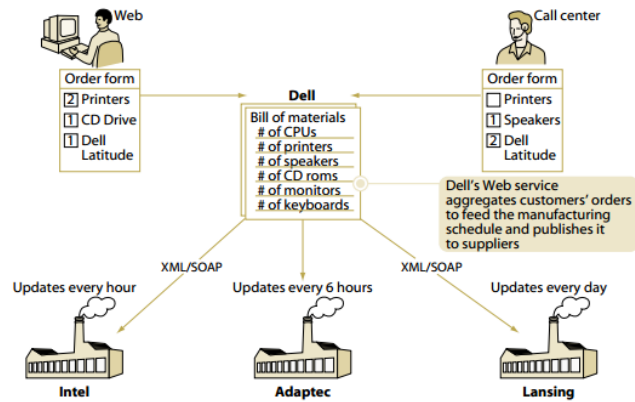 Web
Call center
Order form
2 Printers
1 CD Drive
1 Dell
Latitude
Dell
Bill of materials
# of CPUs
# of printers
# of speakers
# of CD roms
# of monitors
# of keyboards
Order form
Printers
1 Speakers
2 Dell
Latitude
Dell's Web service
aggregates customers' orders
to feed the manufacturing
schedule and publishes it
to suppliers
XML/SOAP
XML/SOAP
Updates every hour
Updates every 6 hours
Updates every day
Intel
Adaptec
Lansing